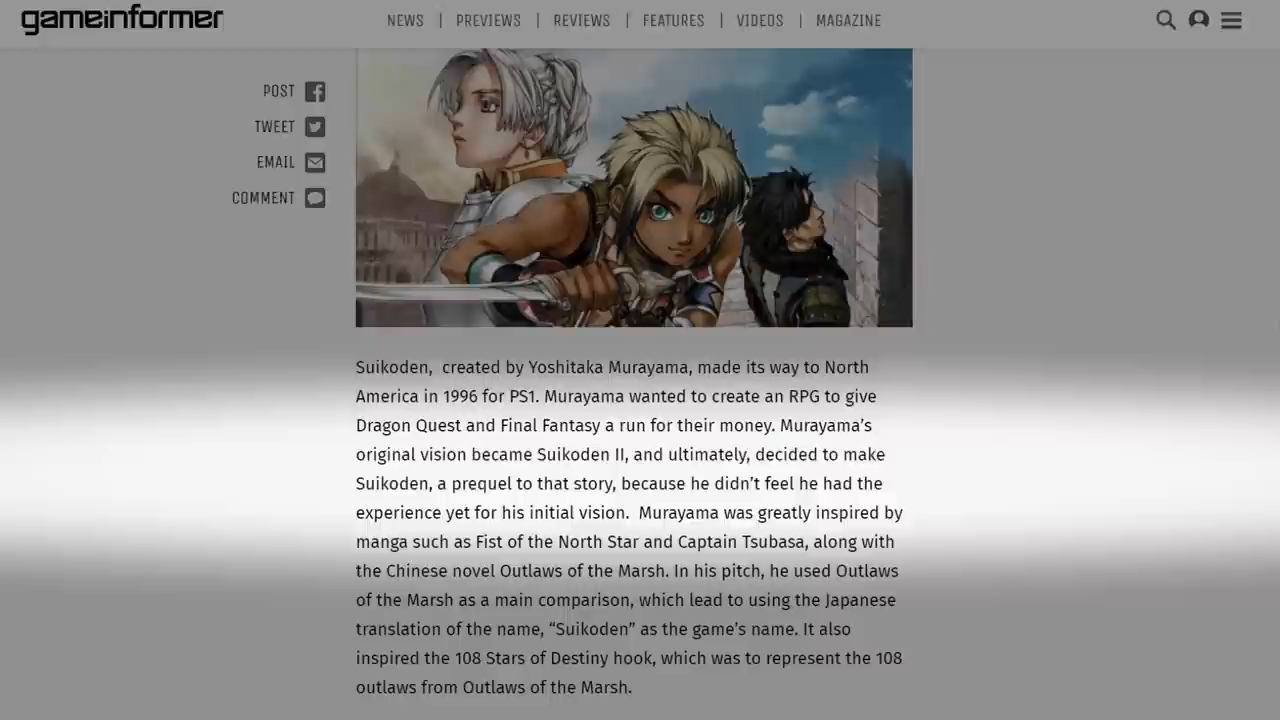 gameinformer
NEWS | PREVIEWS | REVIEWS | FEATURES | VIDEOS | MAGAZINE
POST
TWEET
EMAIL
COMMENT
Suikoden,  created by Yoshitaka Murayama, made its way to North
America in 1996 for PS1. Murayama wanted to create an RPG to give
Dragon Quest and Final Fantasy a run for their money. Murayama’s
original vision became Suikoden II, and ultimately, decided to make
Suikoden, a prequel to that story, because he didn’t feel he had the
experience yet for his initial vision.  Murayama was greatly inspired by
manga such as Fist of the North Star and Captain Tsubasa, along with
the Chinese novel Outlaws of the Marsh. In his pitch, he used Outlaws
of the Marsh as a main comparison, which lead to using the Japanese
translation of the name, “Suikoden” as the game’s name. It also
inspired the 108 Stars of Destiny hook, which was to represent the 108
outlaws from Outlaws of the Marsh.